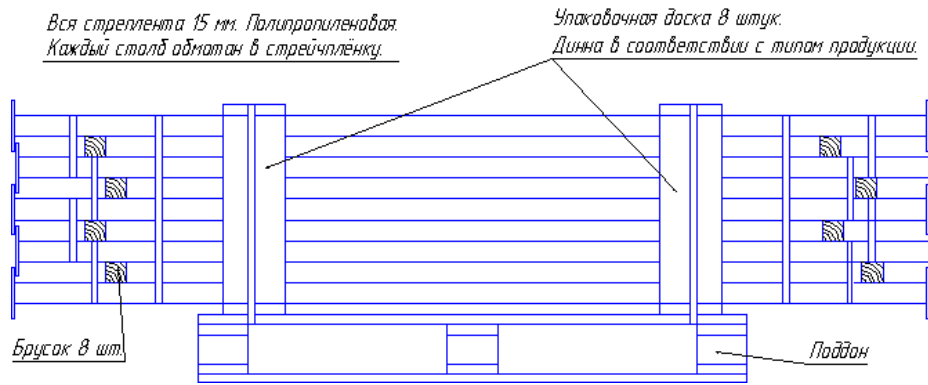 Вся стреплента 15 мм. Полипропиленовая.
Каждый столб обмотан в стрейчплёнку.
Упаковочная доска 8 штук.
Динна в соответствии с типом продукции.
Брусок 8 шт.
Поддон